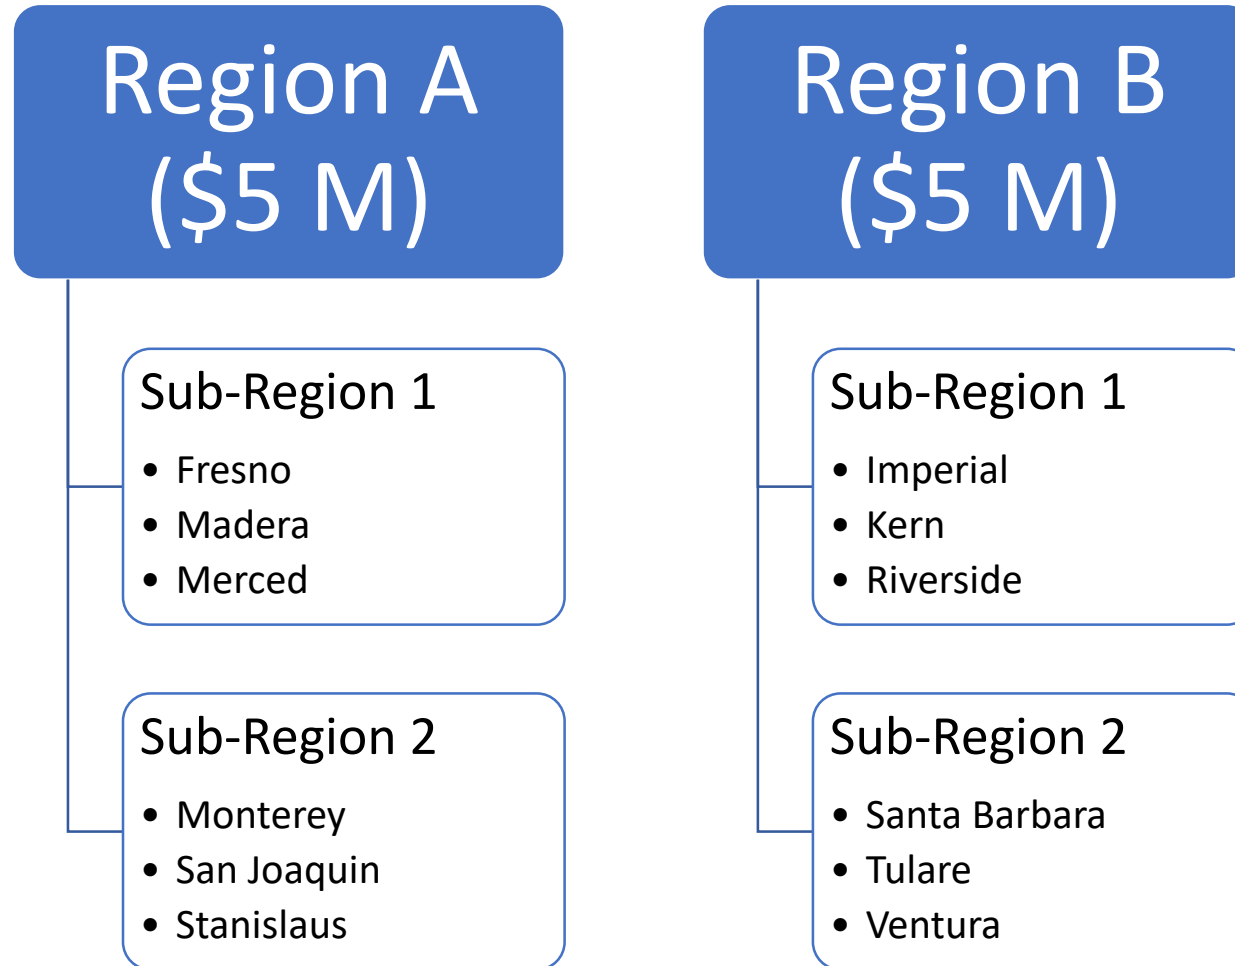 Region A
($5 M)
Sub-Region 1
• Fresno
• Madera
• Merced
Sub-Region 2
• Monterey
• San Joaquin
• Stanislaus
Region B
($5 M)
Sub-Region 1
• Imperial
• Kern
• Riverside
Sub-Region 2
• Santa Barbara
• Tulare
• Ventura